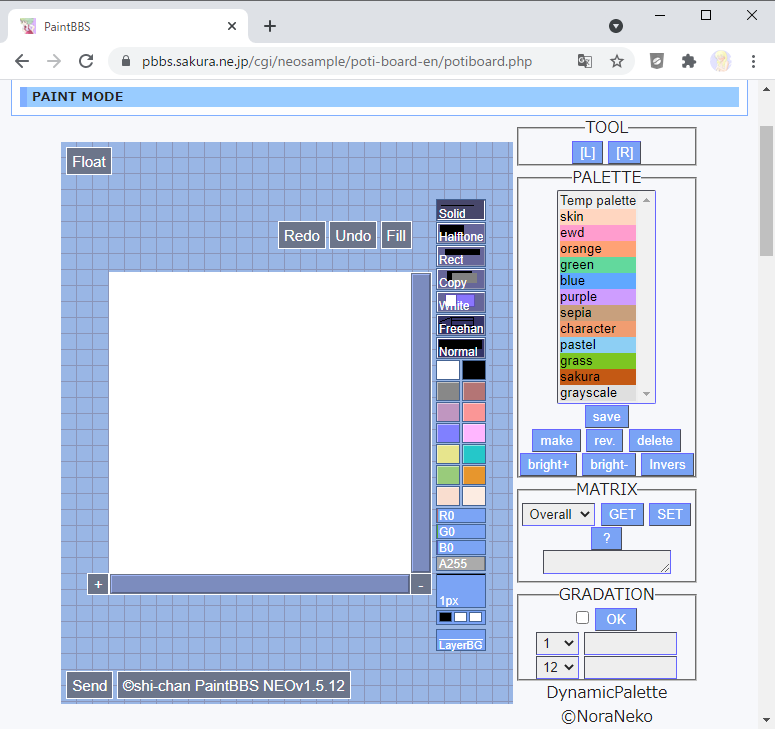 PaintBBS
pbbs.sakura.ne.jp/cgi/neosample/poti-board-en/potiboard.php
PAINT MODE
Float
Redo
Undo
Fill
Solid
Halftone
Rect
Copy
White
Freehan
Normal
R0
G0
B0
A255
1px
LayerBG
+
-
Send
©shi-chan PaintBBS NEOv1.5.12
TOOL
[L] [R]
PALETTE
Temp palette
skin
ewd
orange
green
blue
purple
sepia
character
pastel
grass
sakura
grayscale
save
make rev. delete
bright+ bright- Invers
MATRIX
Overall GET SET
?
GRADATION
OK
1
12
DynamicPalette
©NoraNeko